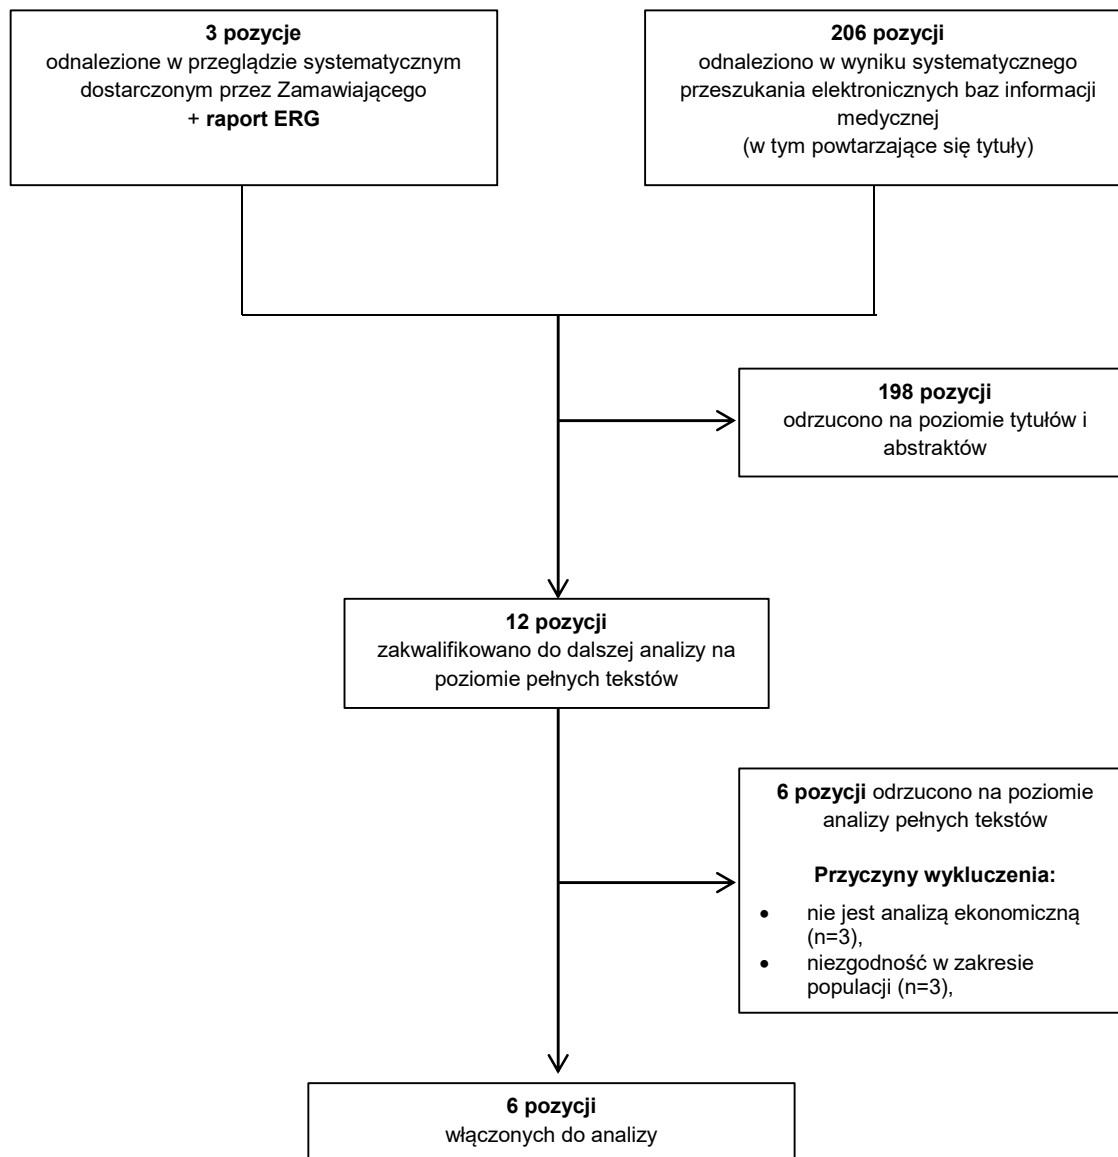 3 pozycje
odnalezione w przeglądzie systematycznym
dostarczonym przez Zamawiającego
+ raport ERG
206 pozycji
odnaleziono w wyniku systematycznego
przeszukania elektronicznych baz informacji
medycznej
(w tym powtarzające się tytuły)
198 pozycji
odrzucono na poziomie tytułów i
abstraktów
12 pozycji
zakwalifikowano do dalszej analizy na
poziomie pełnych tekstów
6 pozycji odrzucono na poziomie
analizy pełnych tekstów
Przyczyny wykluczenia:
• nie jest analizą ekonomiczną
(n=3),
• niezgodność w zakresie
populacji (n=3),
6 pozycji
włączonych do analizy